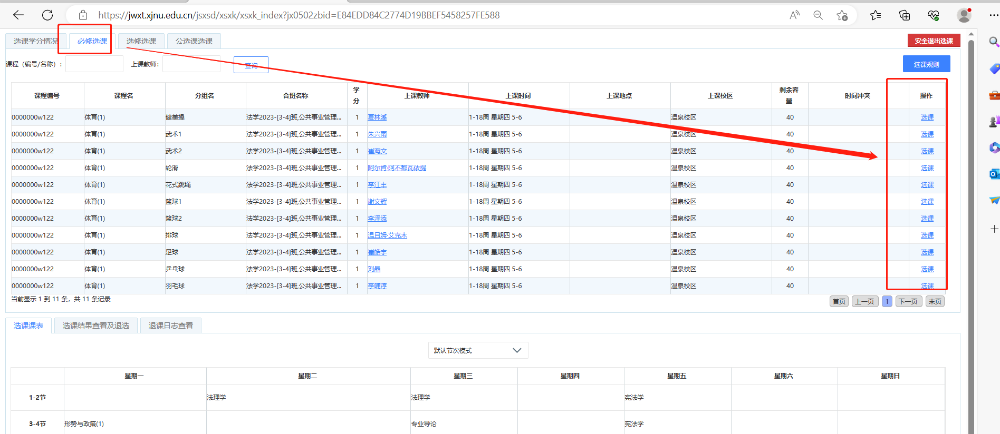 https://jwxt.xjnu.edu.cn/jsxsd/xsxk/xsxk_index?jx0502zbid=E84EDD84C2774D19BBEF5458257FE588
选课学分情况 必修选课 选修选课 公选课选课 安全退出选课
课程（编号/名称）： 上课教师： 查询 选课规则
课程编号 课程名 分组名 合班名称 学分 上课教师 上课时间 上课地点 上课校区 剩余容量 时间冲突 操作
0000000w122 体育(1) 健美操 法学2023-[3-4]班,公共事业管理... 1 夏林溪 1-18周 星期四 5-6 温泉校区 40 选课
0000000w122 体育(1) 武术1 法学2023-[3-4]班,公共事业管理... 1 朱兴雨 1-18周 星期四 5-6 温泉校区 40 选课
0000000w122 体育(1) 武术2 法学2023-[3-4]班,公共事业管理... 1 崔海文 1-18周 星期四 5-6 温泉校区 40 选课
0000000w122 体育(1) 轮滑 法学2023-[3-4]班,公共事业管理... 1 阿尔肯·阿不都瓦依提 1-18周 星期四 5-6 温泉校区 40 选课
0000000w122 体育(1) 花式跳绳 法学2023-[3-4]班,公共事业管理... 1 李江丰 1-18周 星期四 5-6 温泉校区 40 选课
0000000w122 体育(1) 篮球1 法学2023-[3-4]班,公共事业管理... 1 谢文辉 1-18周 星期四 5-6 温泉校区 40 选课
0000000w122 体育(1) 篮球2 法学2023-[3-4]班,公共事业管理... 1 李泽添 1-18周 星期四 5-6 温泉校区 40 选课
0000000w122 体育(1) 排球 法学2023-[3-4]班,公共事业管理... 1 温且姆·艾克木 1-18周 星期四 5-6 温泉校区 40 选课
0000000w122 体育(1) 足球 法学2023-[3-4]班,公共事业管理... 1 崔皓宇 1-18周 星期四 5-6 温泉校区 40 选课
0000000w122 体育(1) 乒乓球 法学2023-[3-4]班,公共事业管理... 1 刘晶 1-18周 星期四 5-6 温泉校区 40 选课
0000000w122 体育(1) 羽毛球 法学2023-[3-4]班,公共事业管理... 1 李哺淳 1-18周 星期四 5-6 温泉校区 40 选课
当前显示 1 到 11 条，共 11 条记录 首页 上一页 1 下一页 末页
选课课表 选课结果查看及退选 退课日志查看
默认节次模式
星期一 星期二 星期三 星期四 星期五 星期六 星期日
1-2节 法理学 法理学 宪法学
3-4节 形势与政策(1) 专业导论 宪法学